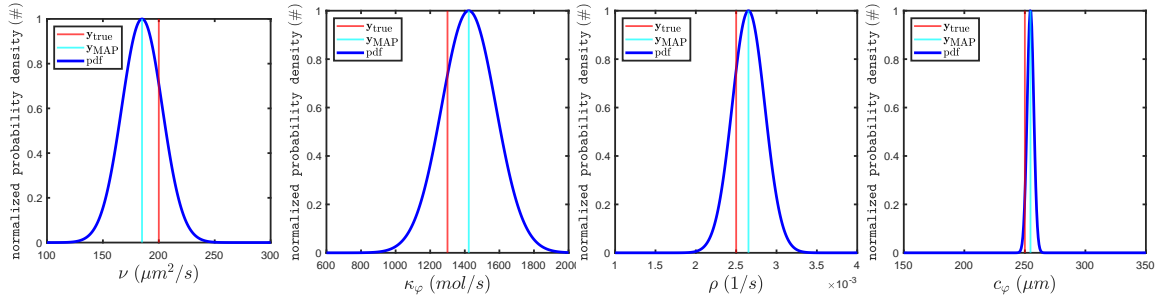 normalized probability density (#)
1
0.8
0.6
0.4
0.2
0
y_true
y_MAP
pdf
100 150 200 250 300
ν (μm²/s)
normalized probability density (#)
1
0.8
0.6
0.4
0.2
0
y_true
y_MAP
pdf
600 800 1000 1200 1400 1600 1800 2000
κ_φ (mol/s)
normalized probability density (#)
1
0.8
0.6
0.4
0.2
0
y_true
y_MAP
pdf
1 1.5 2 2.5 3 3.5 4
×10⁻³
ρ (1/s)
normalized probability density (#)
1
0.8
0.6
0.4
0.2
0
y_true
y_MAP
pdf
150 200 250 300 350
c_φ (μm)